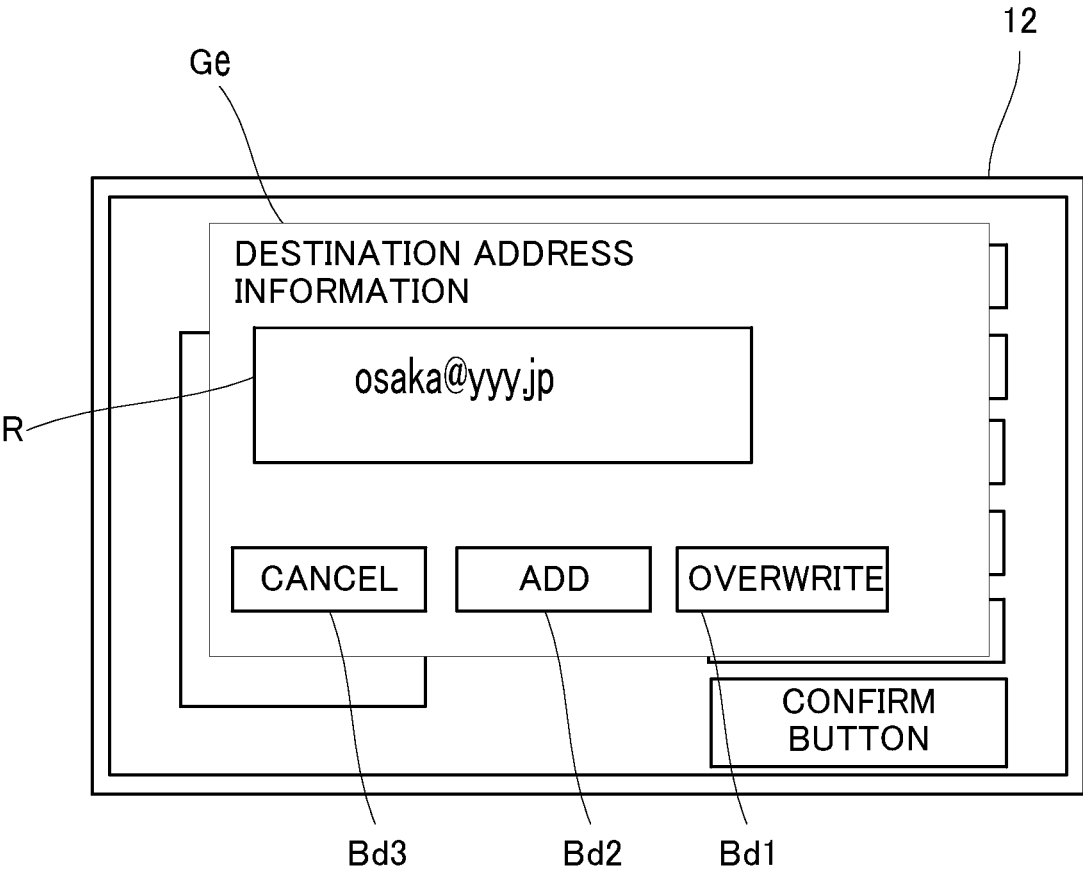 12
Ge
DESTINATION ADDRESS
INFORMATION
osaka@yyy.jp
R
CANCEL
ADD
OVERWRITE
CONFIRM
BUTTON
Bd3
Bd2
Bd1